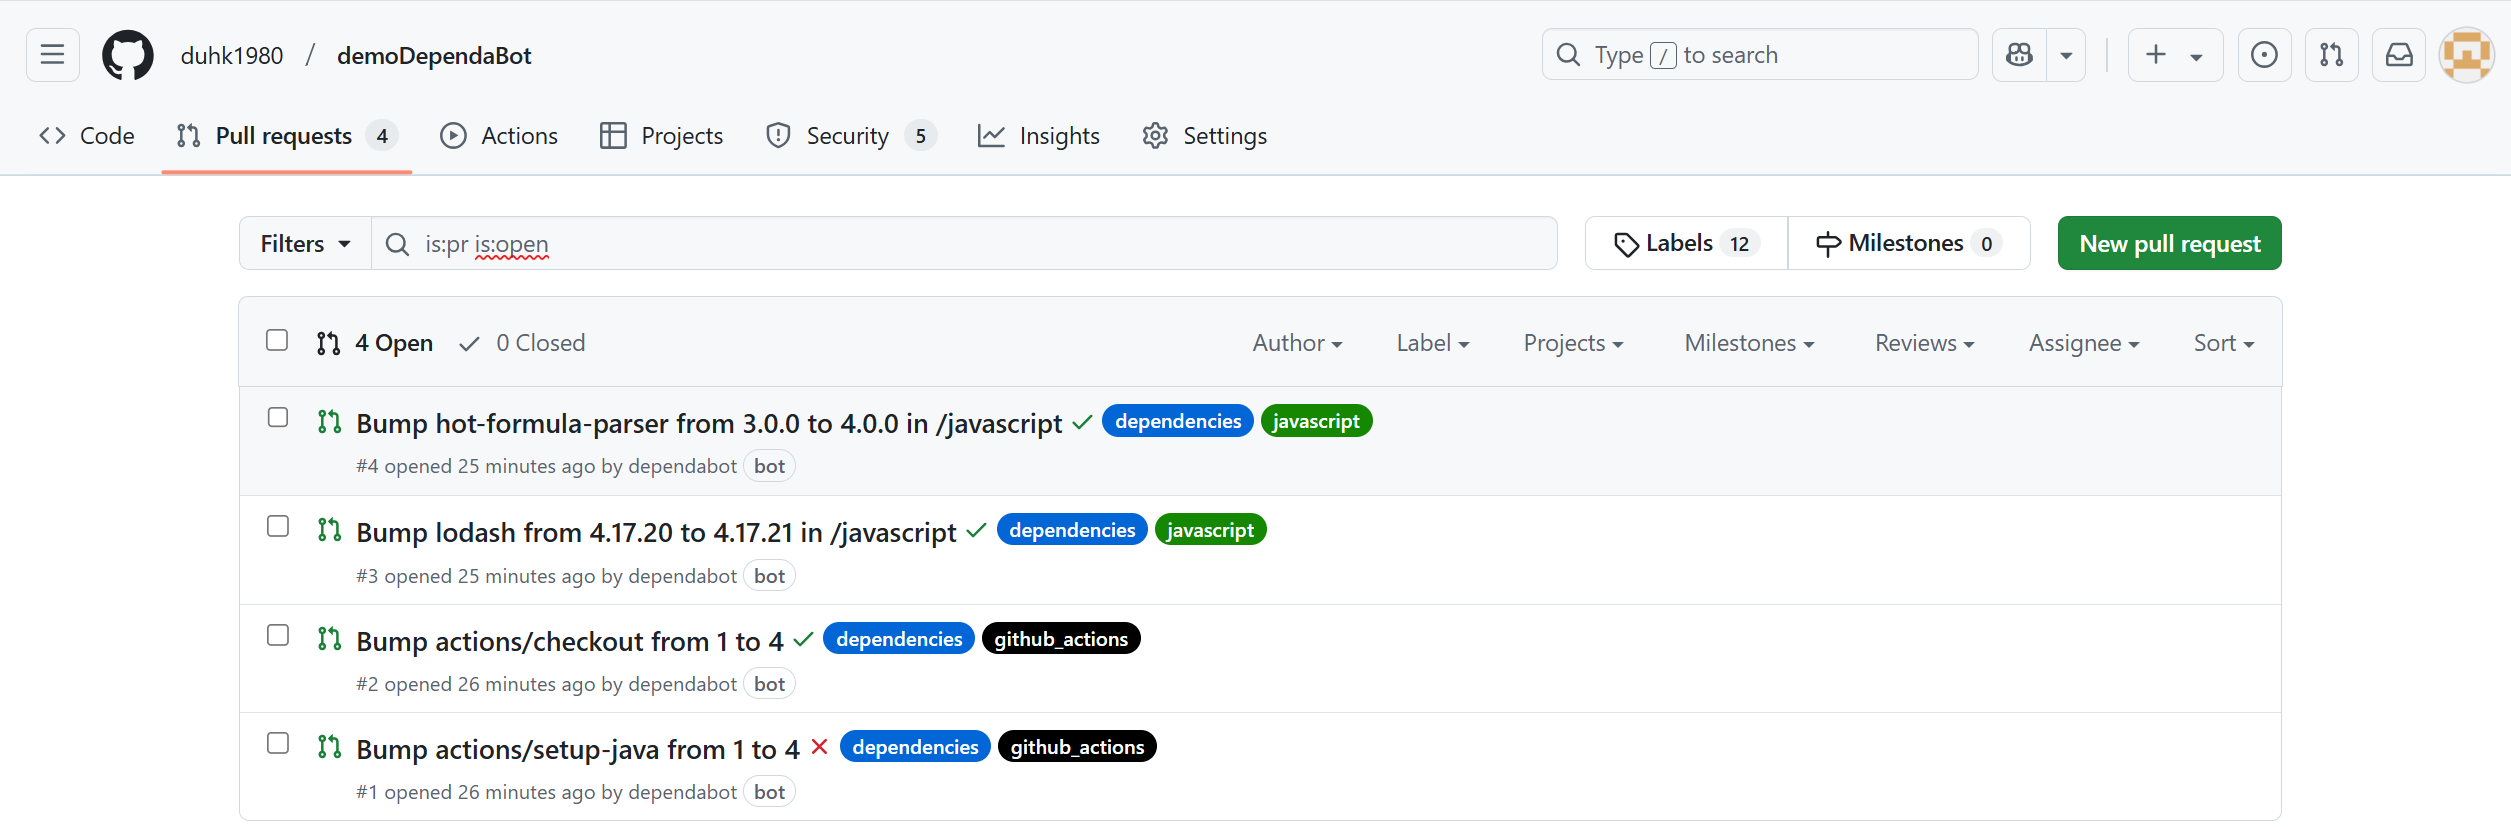 duhk1980 / demoDependaBot
Type / to search
Code Pull requests 4 Actions Projects Security 5 Insights Settings
Filters is:pr is:open Labels 12 Milestones 0 New pull request
4 Open 0 Closed Author Label Projects Milestones Reviews Assignee Sort
Bump hot-formula-parser from 3.0.0 to 4.0.0 in /javascript dependencies javascript
#4 opened 25 minutes ago by dependabot bot
Bump lodash from 4.17.20 to 4.17.21 in /javascript dependencies javascript
#3 opened 25 minutes ago by dependabot bot
Bump actions/checkout from 1 to 4 dependencies github_actions
#2 opened 26 minutes ago by dependabot bot
Bump actions/setup-java from 1 to 4 dependencies github_actions
#1 opened 26 minutes ago by dependabot bot